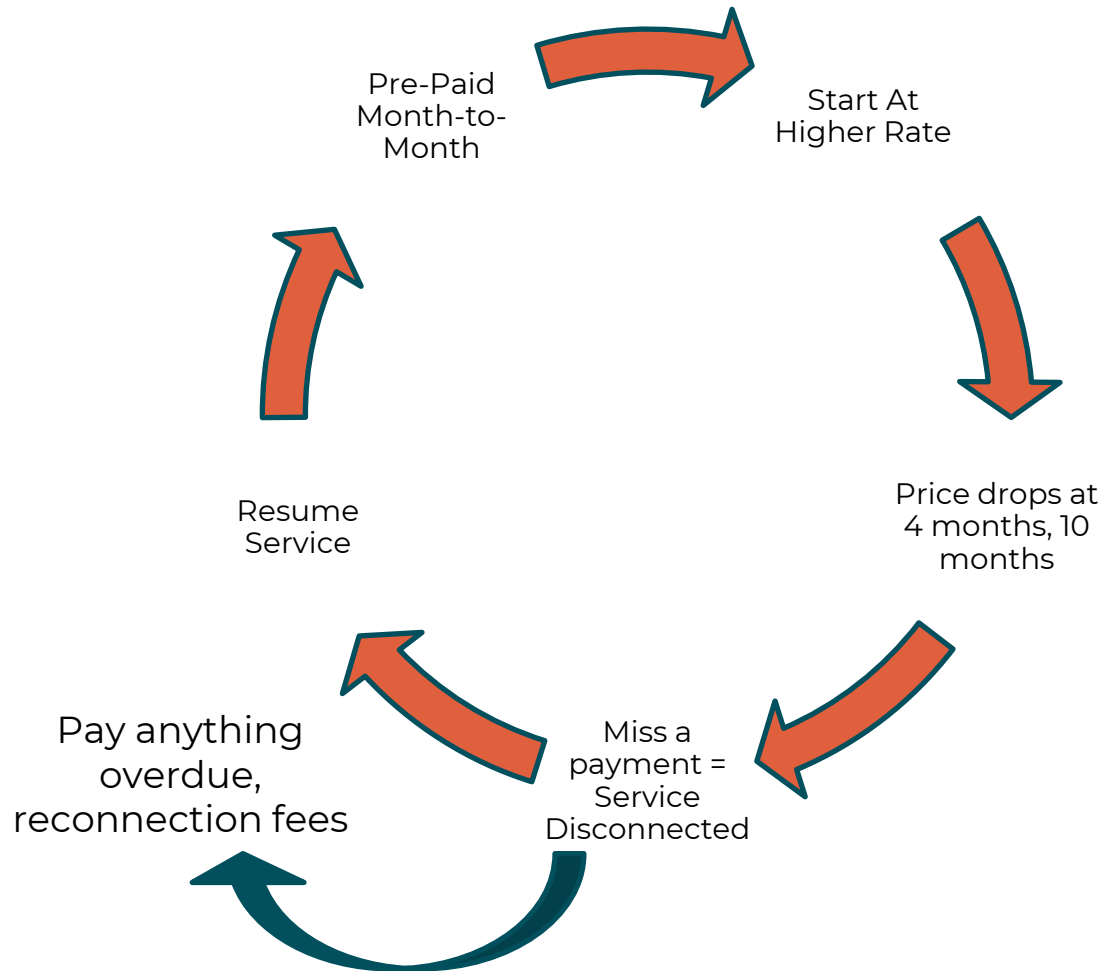 Pre-Paid
Month-to-
Month
Start At
Higher Rate
Price drops at
4 months, 10
months
Miss a
payment =
Service
Disconnected
Pay anything
overdue,
reconnection fees
Resume
Service